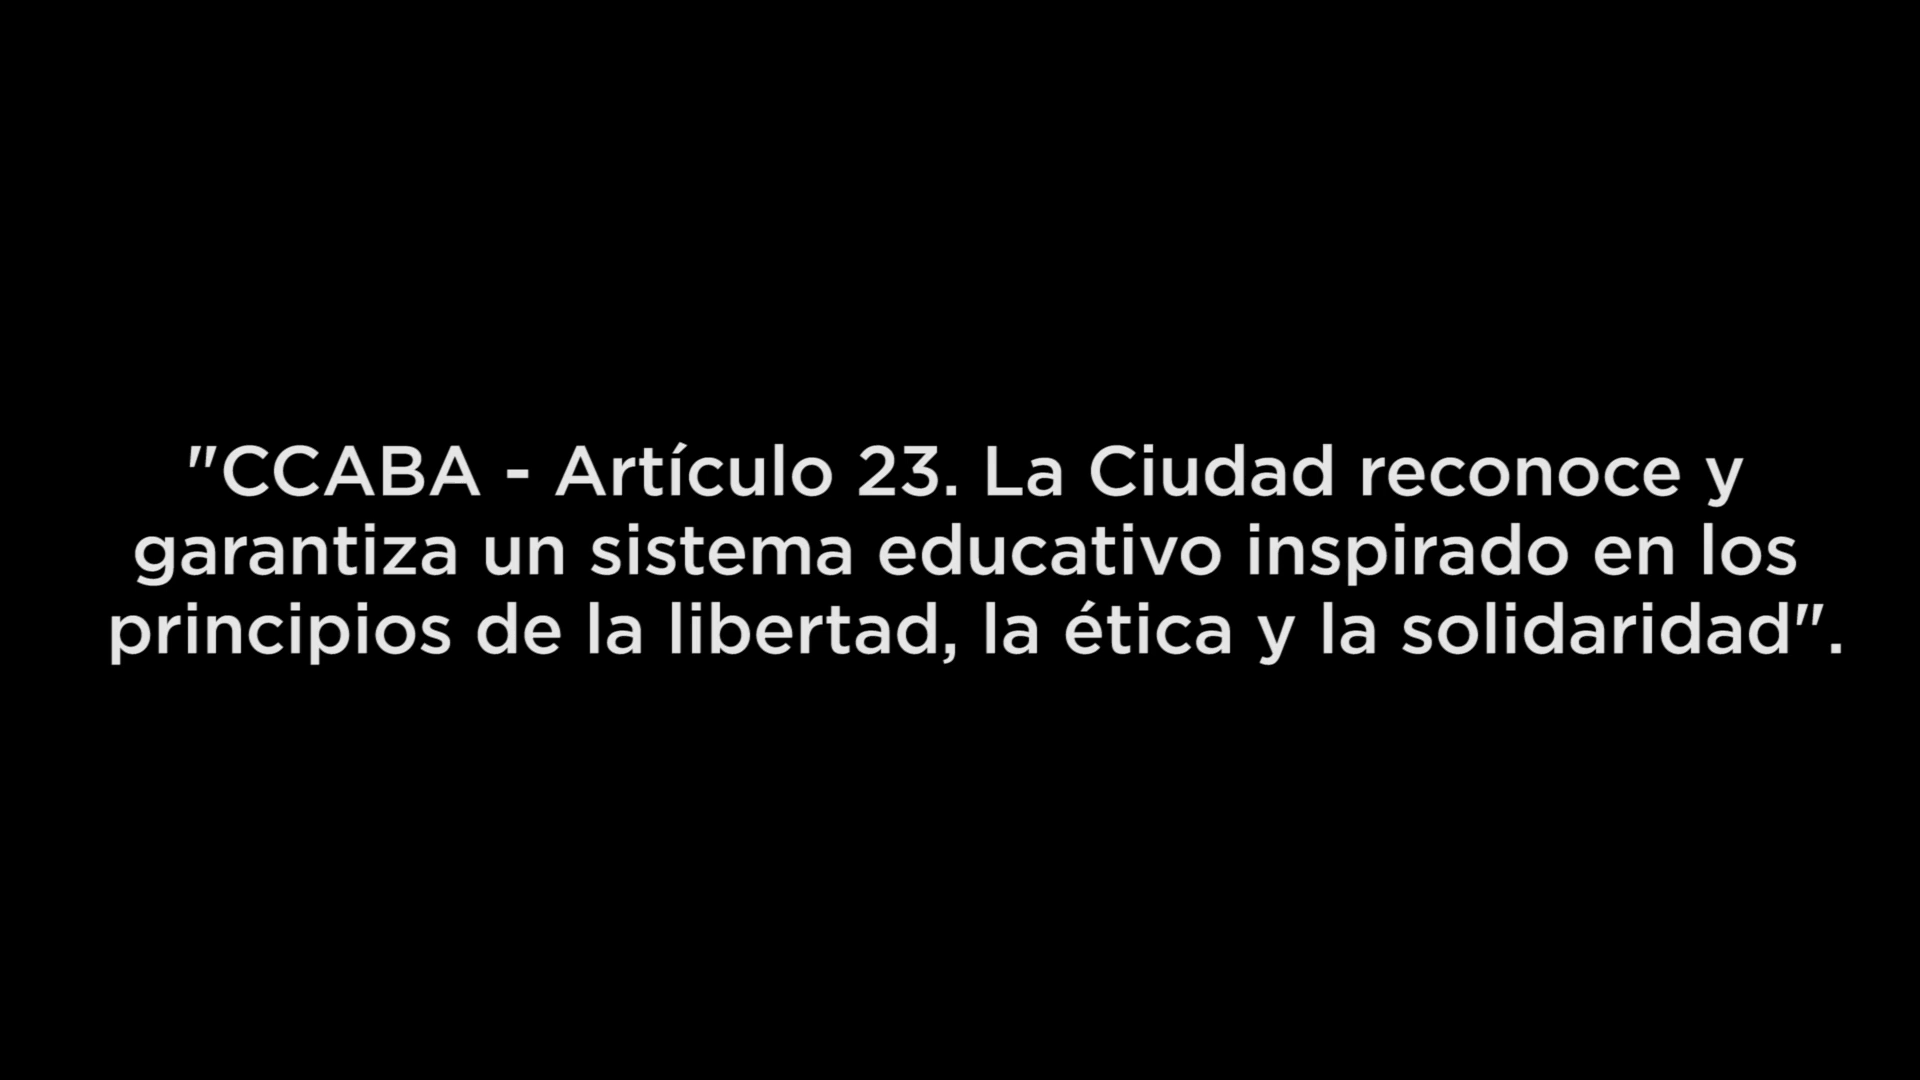 "CCABA - Artículo 23. La Ciudad reconoce y
garantiza un sistema educativo inspirado en los
principios de la libertad, la ética y la solidaridad".